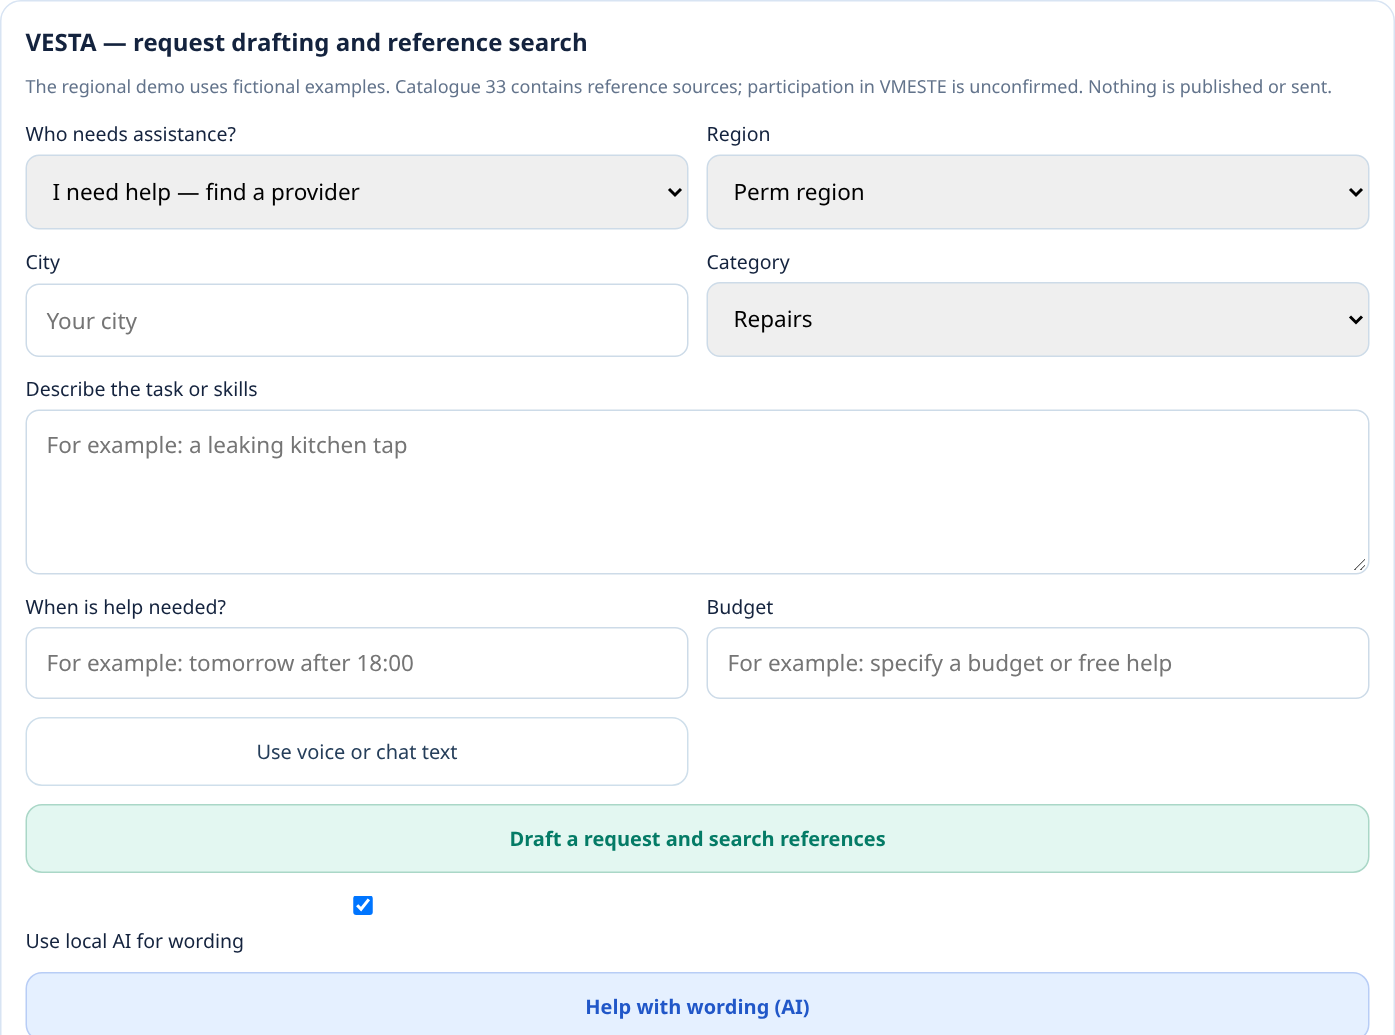 VESTA — request drafting and reference search
The regional demo uses fictional examples. Catalogue 33 contains reference sources; participation in VMESTE is unconfirmed. Nothing is published or sent.
Who needs assistance?
Region
I need help — find a provider
Perm region
City
Category
Your city
Repairs
Describe the task or skills
For example: a leaking kitchen tap
When is help needed?
Budget
For example: tomorrow after 18:00
For example: specify a budget or free help
Use voice or chat text
Draft a request and search references
Use local AI for wording
Help with wording (AI)